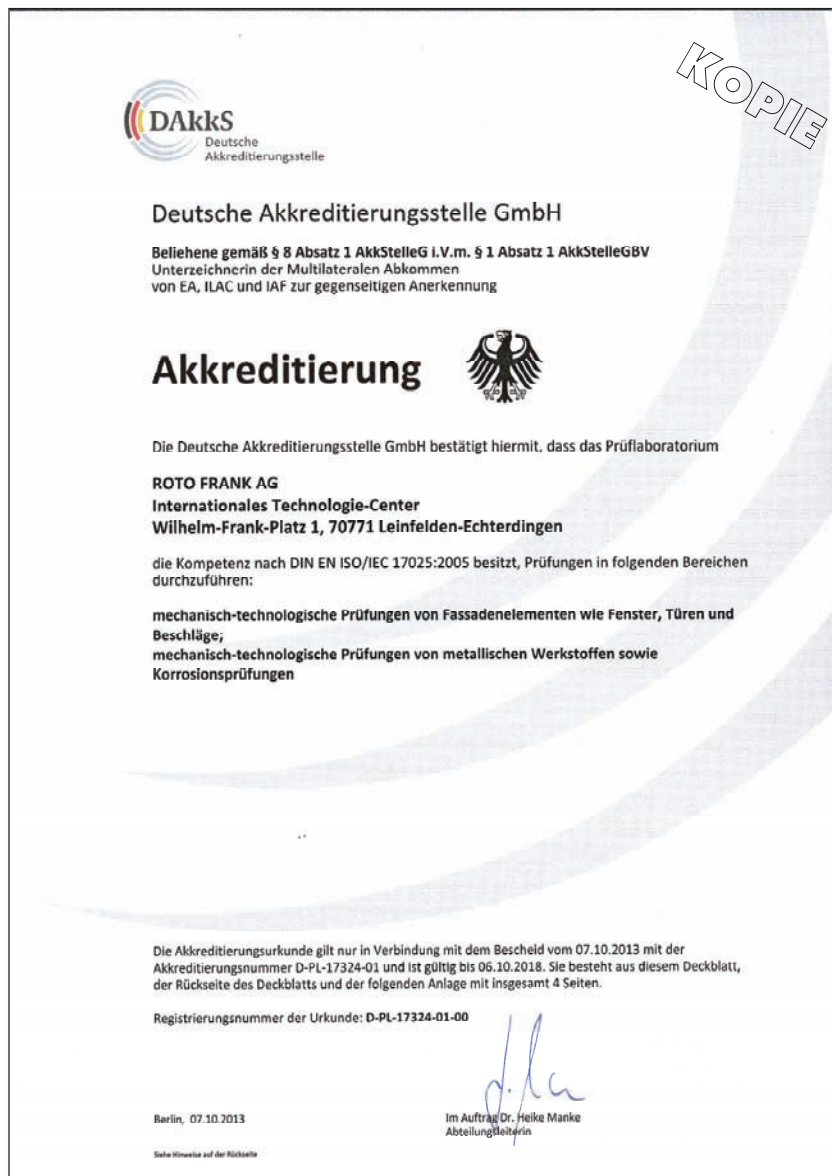 KOPIE
DAkkS
Deutsche
Akkreditierungsstelle
Deutsche Akkreditierungsstelle GmbH
Beliehene gemäß § 8 Absatz 1 AkkStelleG i.V.m. § 1 Absatz 1 AkkStelleGBV
Unterzeichnerin der Multilateralen Abkommen
von EA, ILAC und IAF zur gegenseitigen Anerkennung
Akkreditierung
Die Deutsche Akkreditierungsstelle GmbH bestätigt hiermit, dass das Prüflaboratorium
ROTO FRANK AG
Internationales Technologie-Center
Wilhelm-Frank-Platz 1, 70771 Leinfelden-Echterdingen
die Kompetenz nach DIN EN ISO/IEC 17025:2005 besitzt, Prüfungen in folgenden Bereichen
durchzuführen:
mechanisch-technologische Prüfungen von Fassadenelementen wie Fenster, Türen und
Beschläge;
mechanisch-technologische Prüfungen von metallischen Werkstoffen sowie
Korrosionsprüfungen
Die Akkreditierungsurkunde gilt nur in Verbindung mit dem Bescheid vom 07.10.2013 mit der
Akkreditierungsnummer D-PL-17324-01 und ist gültig bis 06.10.2018. Sie besteht aus diesem Deckblatt,
der Rückseite des Deckblatts und der folgenden Anlage mit insgesamt 4 Seiten.
Registrierungsnummer der Urkunde: D-PL-17324-01-00
Berlin, 07.10.2013
Im Auftrag Dr. Heike Manke
Abteilungsleiterin
Siehe Hinweise auf der Rückseite